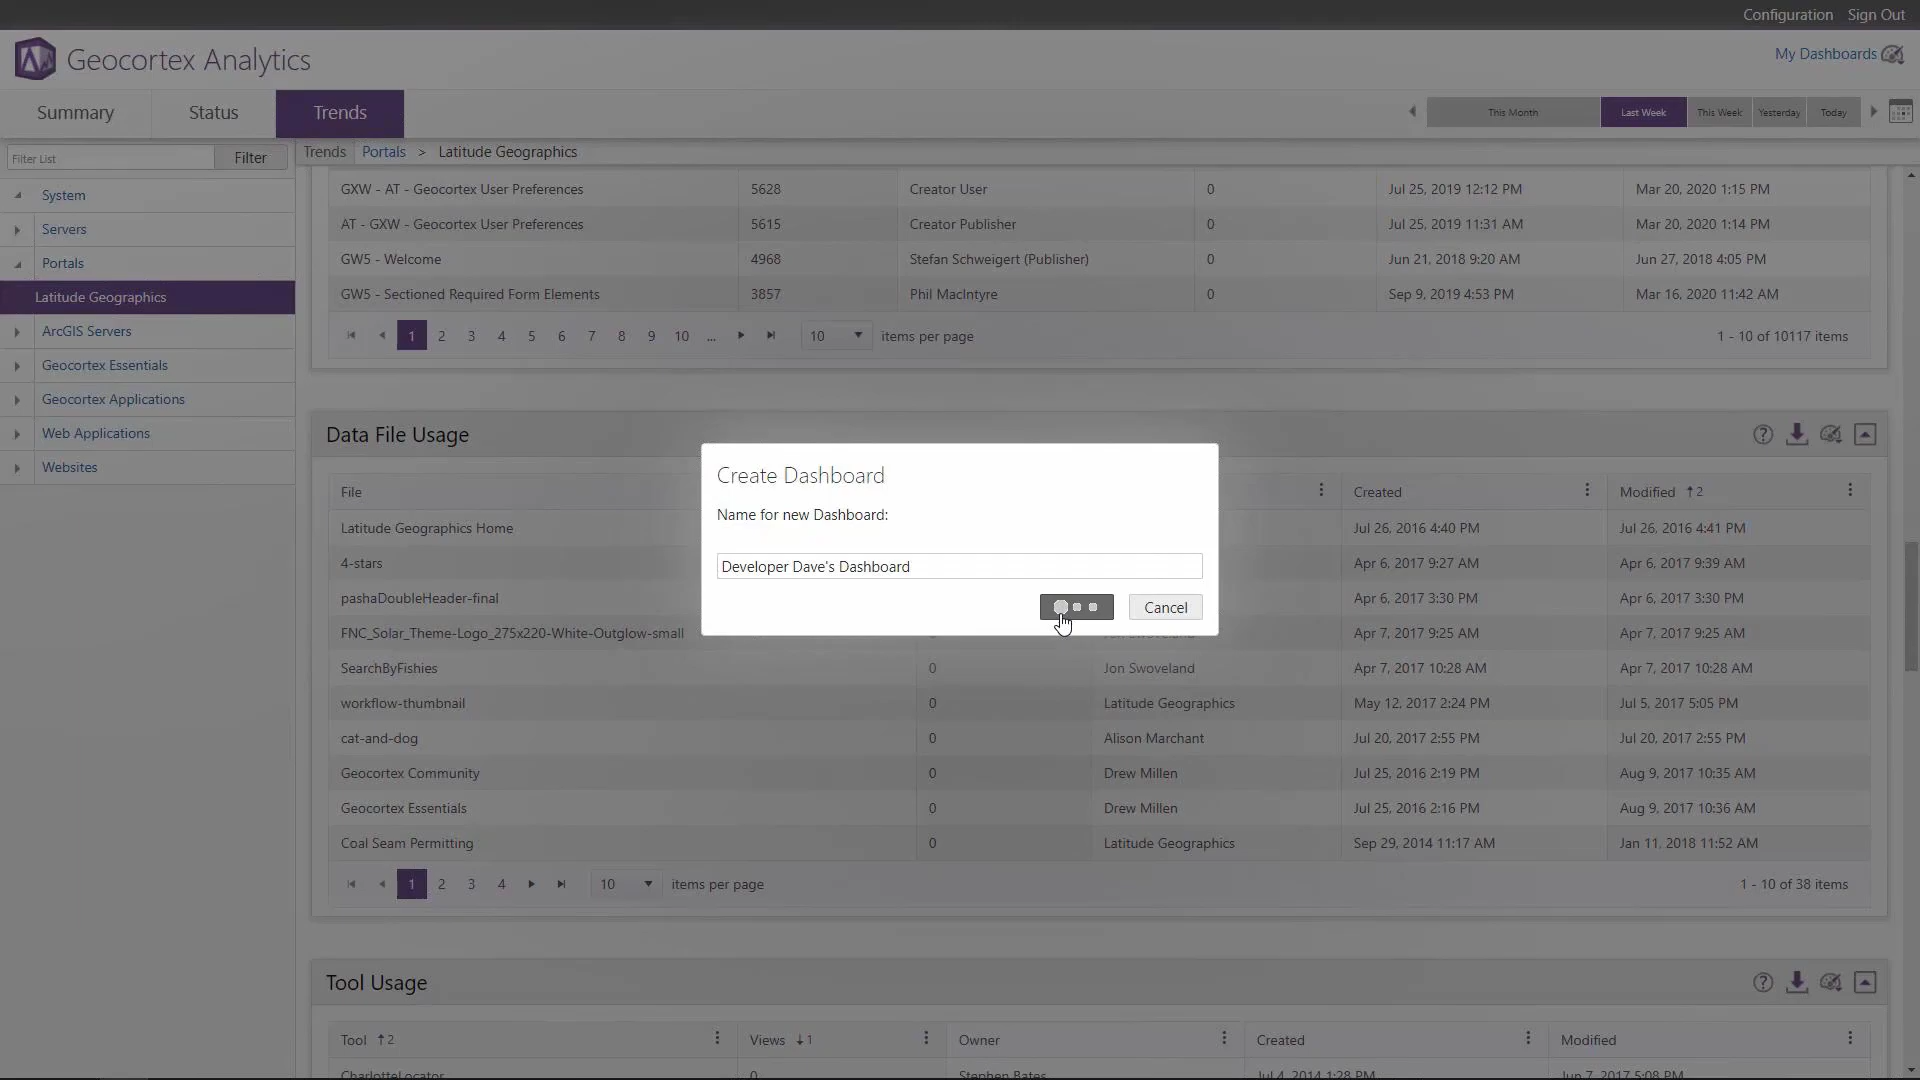 Configuration Sign Out
Geocortex Analytics
My Dashboards
Summary Status Trends
This Month Last Week This Week Yesterday Today
Filter List Filter
Trends Portals > Latitude Geographics
System
Servers
Portals
Latitude Geographics
ArcGIS Servers
Geocortex Essentials
Geocortex Applications
Web Applications
Websites
GXW - AT - Geocortex User Preferences 5628 Creator User 0 Jul 25, 2019 12:12 PM Mar 20, 2020 1:15 PM
AT - GXW - Geocortex User Preferences 5615 Creator Publisher 0 Jul 25, 2019 11:31 AM Mar 20, 2020 1:14 PM
GW5 - Welcome 4968 Stefan Schweigert (Publisher) 0 Jun 21, 2018 9:20 AM Jun 27, 2018 4:05 PM
GW5 - Sectioned Required Form Elements 3857 Phil MacIntyre 0 Sep 9, 2019 4:53 PM Mar 16, 2020 11:42 AM
1 2 3 4 5 6 7 8 9 10 ... 10 items per page 1 - 10 of 10117 items
Data File Usage
File Created Modified ↑2
Latitude Geographics Home Jul 26, 2016 4:40 PM Jul 26, 2016 4:41 PM
4-stars Apr 6, 2017 9:27 AM Apr 6, 2017 9:39 AM
pashaDoubleHeader-final Apr 6, 2017 3:30 PM Apr 6, 2017 3:30 PM
FNC_Solar_Theme-Logo_275x220-White-Outglow-small Apr 7, 2017 9:25 AM Apr 7, 2017 9:25 AM
SearchByFishies 0 Jon Swoveland Apr 7, 2017 10:28 AM Apr 7, 2017 10:28 AM
workflow-thumbnail 0 Latitude Geographics May 12, 2017 2:24 PM Jul 5, 2017 5:05 PM
cat-and-dog 0 Alison Marchant Jul 20, 2017 2:55 PM Jul 20, 2017 2:55 PM
Geocortex Community 0 Drew Millen Jul 25, 2016 2:19 PM Aug 9, 2017 10:35 AM
Geocortex Essentials 0 Drew Millen Jul 25, 2016 2:16 PM Aug 9, 2017 10:36 AM
Coal Seam Permitting 0 Latitude Geographics Sep 29, 2014 11:17 AM Jan 11, 2018 11:52 AM
1 2 3 4 10 items per page 1 - 10 of 38 items
Create Dashboard
Name for new Dashboard:
Developer Dave's Dashboard
Cancel
Tool Usage
Tool ↑2 Views ↓1 Owner Created Modified
CharlotteLocator 0 Stephen Bates Jul 4, 2014 1:28 PM Jun 7, 2017 5:08 PM